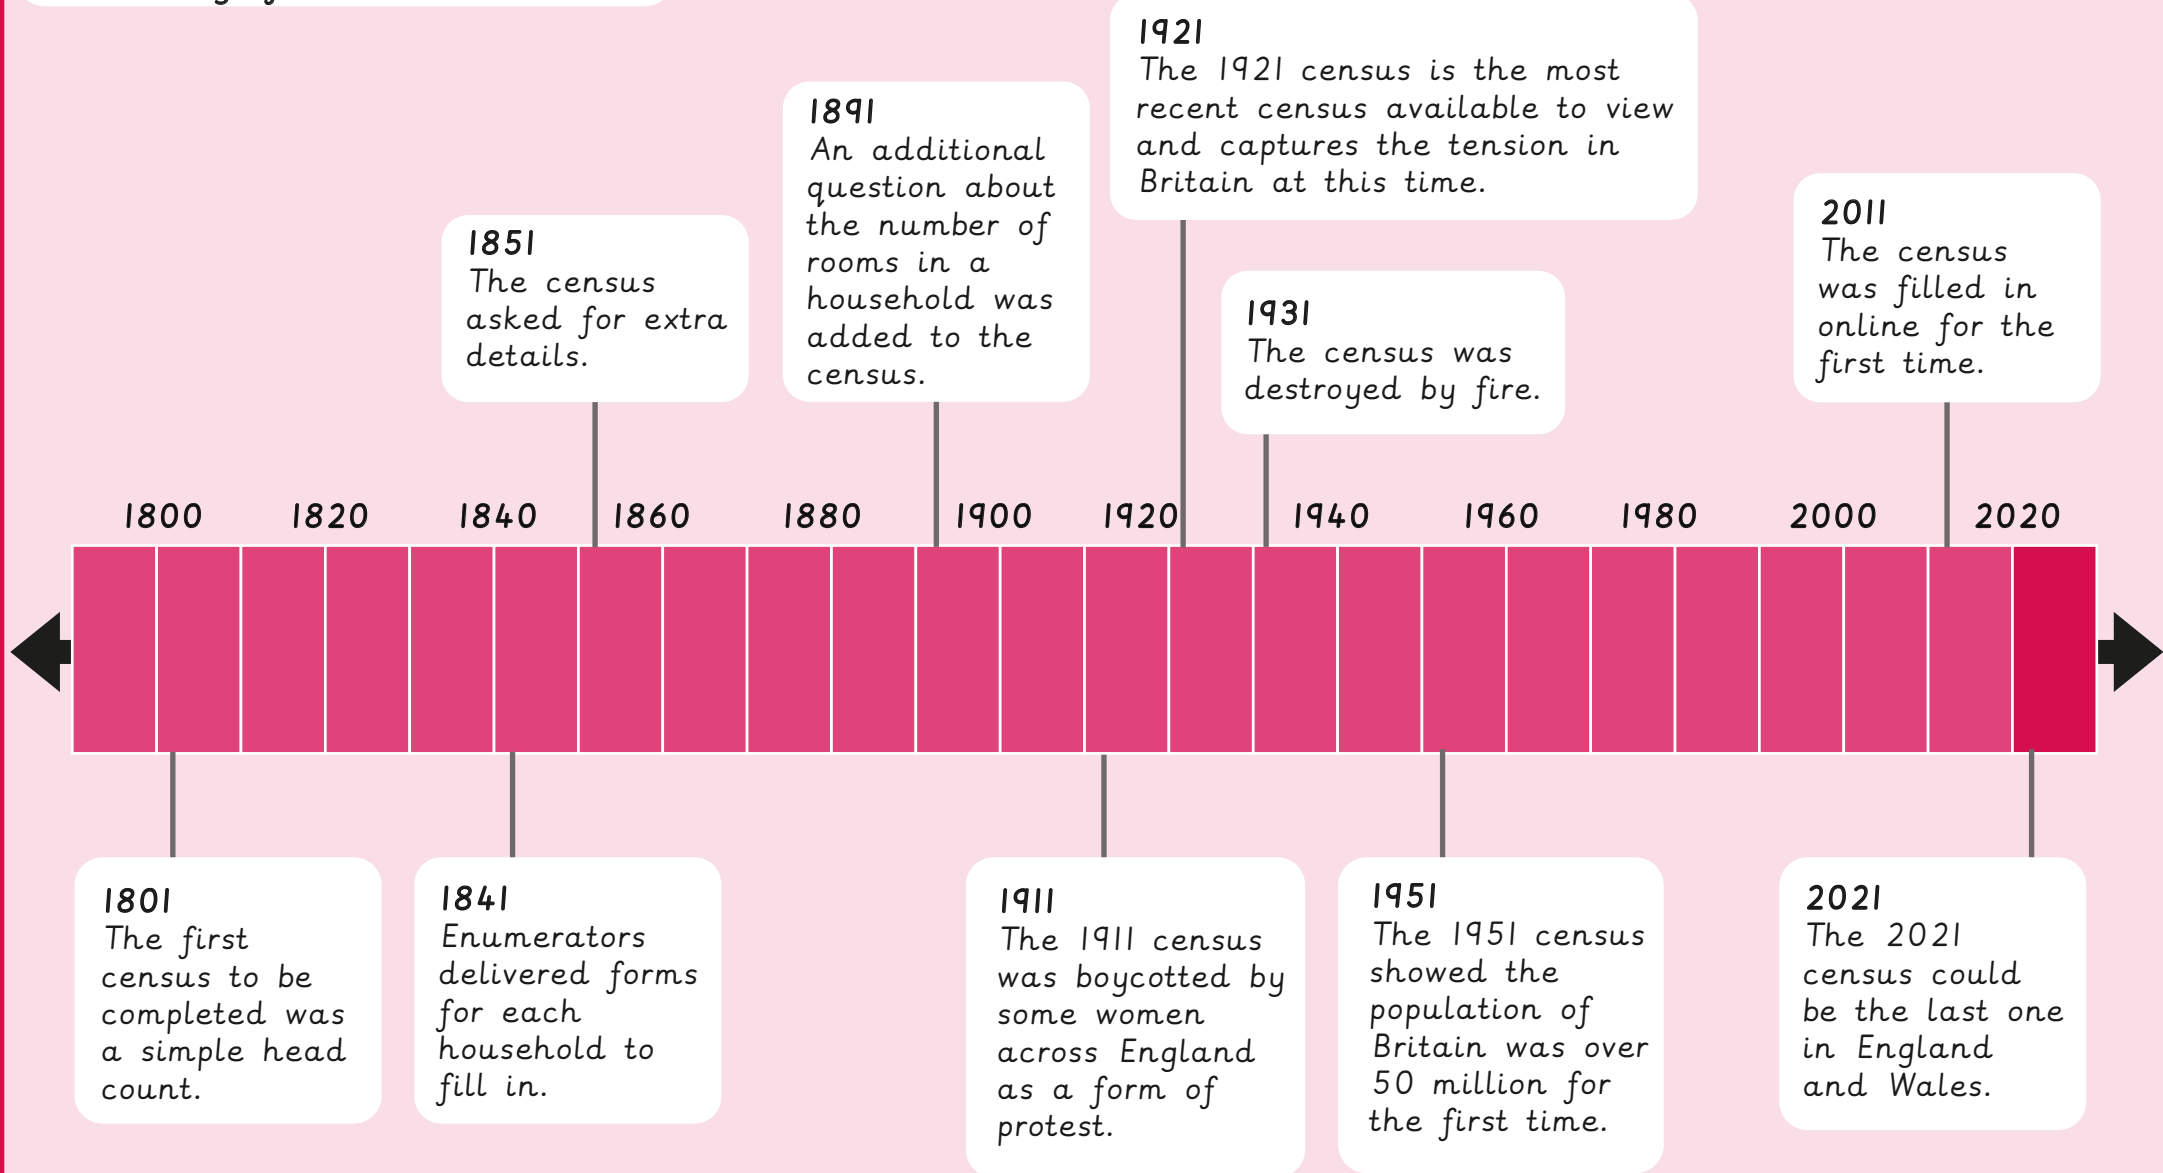 1921
The 1921 census is the most
recent census available to view
and captures the tension in
Britain at this time.
1891
An additional
question about
the number of
rooms in a
household was
added to the
census.
2011
The census
was filled in
online for the
first time.
1851
The census
asked for extra
details.
1931
The census was
destroyed by fire.
1800 1820 1840 1860 1880 1900 1920 1940 1960 1980 2000 2020
1801
The first
census to be
completed was
a simple head
count.
1841
Enumerators
delivered forms
for each
household to
fill in.
1911
The 1911 census
was boycotted by
some women
across England
as a form of
protest.
1951
The 1951 census
showed the
population of
Britain was over
50 million for
the first time.
2021
The 2021
census could
be the last one
in England
and Wales.